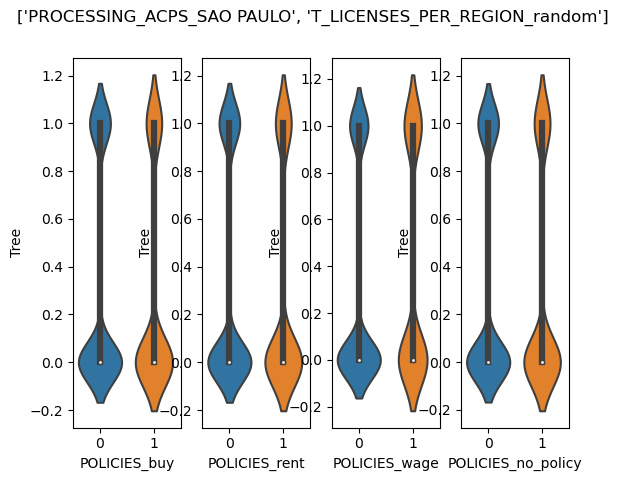 ['PROCESSING_ACPS_SAO PAULO', 'T_LICENSES_PER_REGION_random']
1.2 1.2 1.2 1.2
1.0 1.0 1.0 1.0
0.8 0.8 0.8 0.8
0.6 0.6 0.6 0.6
Tree Tree Tree Tree
0.4 0.4 0.4 0.4
0.2 0.2 0.2 0.2
0.0 0.0 0.0 0.0
−0.2 −0.2 −0.2 −0.2
0 1 0 1 0 1 0 1
POLICIES_buy POLICIES_rent POLICIES_wage POLICIES_no_policy